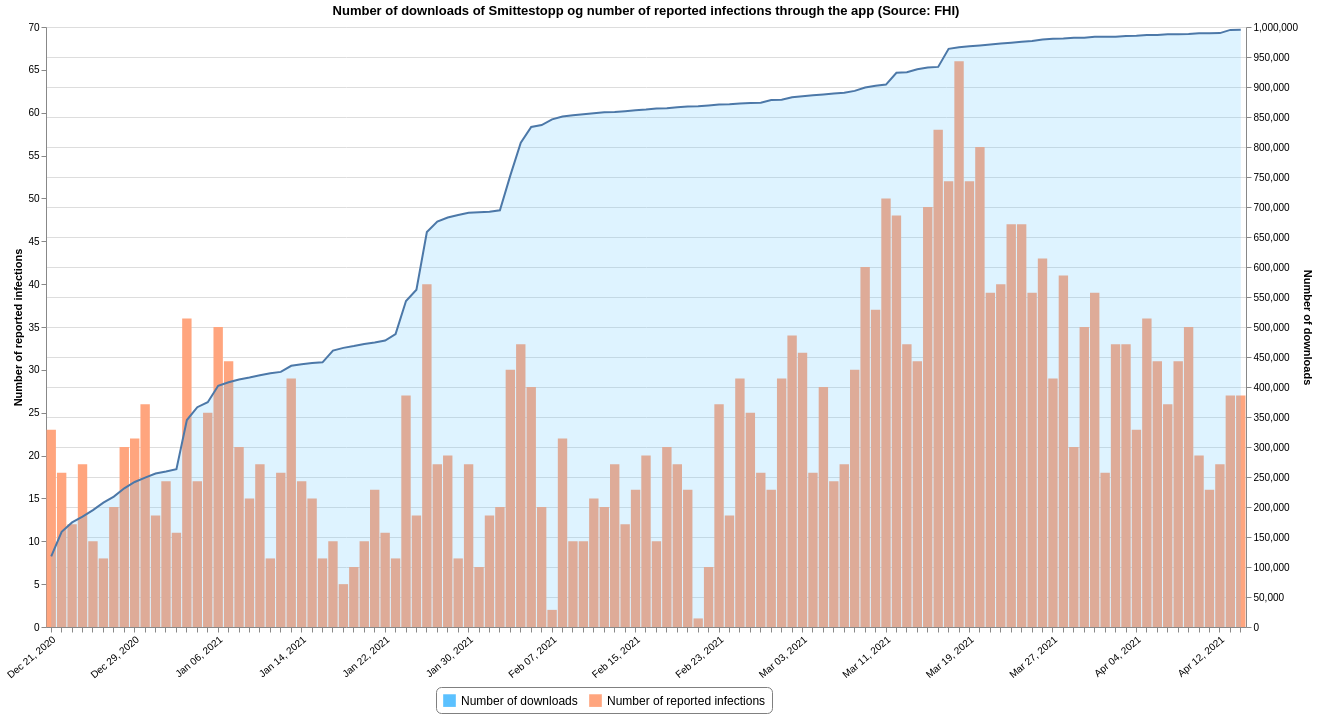 Number of downloads of Smittestopp og number of reported infections through the app (Source: FHI)
70
65
60
55
50
45
40
35
30
25
20
15
10
5
0
Number of reported infections
1,000,000
950,000
900,000
850,000
800,000
750,000
700,000
650,000
600,000
550,000
500,000
450,000
400,000
350,000
300,000
250,000
200,000
150,000
100,000
50,000
0
Number of downloads
Dec 21, 2020
Dec 29, 2020
Jan 06, 2021
Jan 14, 2021
Jan 22, 2021
Jan 30, 2021
Feb 07, 2021
Feb 15, 2021
Feb 23, 2021
Mar 03, 2021
Mar 11, 2021
Mar 19, 2021
Mar 27, 2021
Apr 04, 2021
Apr 12, 2021
Number of downloads
Number of reported infections